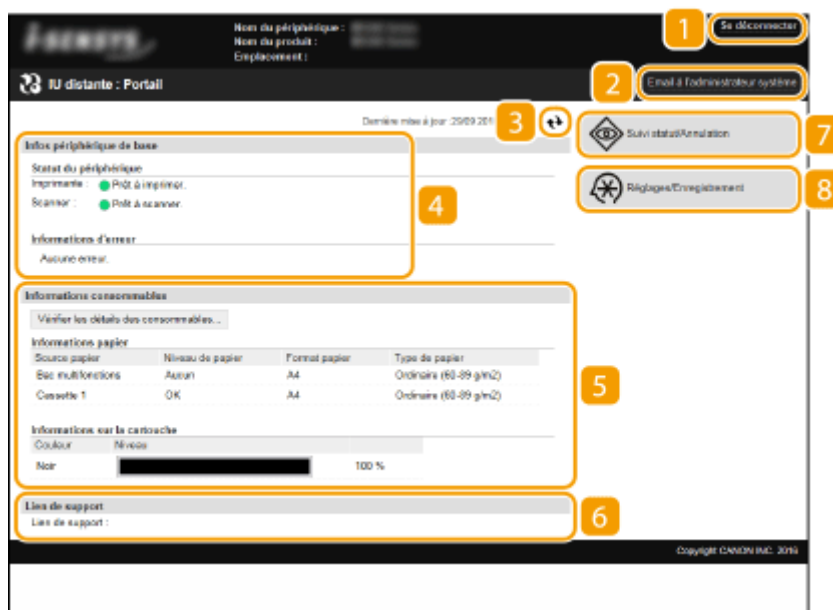 Nom du périphérique :
Nom du produit :
Emplacement :
1
Se déconnecter
IU distante : Portail
2
Email à l'administrateur système
Dernière mise à jour :
3
Infos périphérique de base
Statut du périphérique
Imprimante : Prêt à imprimer.
Scanner : Prêt à scanner.
Informations d'erreur
Aucune erreur.
4
Suivi statut/Annulation
7
Réglages/Enregistrement
8
Informations consommables
Vérifier les détails des consommables...
Informations papier
Source papier Niveau de papier Format papier Type de papier
Bac multifonctions Aucun A4 Ordinaire (60-89 g/m2)
Cassette 1 OK A4 Ordinaire (60-89 g/m2)
5
Informations sur la cartouche
Couleur Niveau
Noir 100 %
Lien de support
Lien de support :
6
Copyright CANON INC. 2016